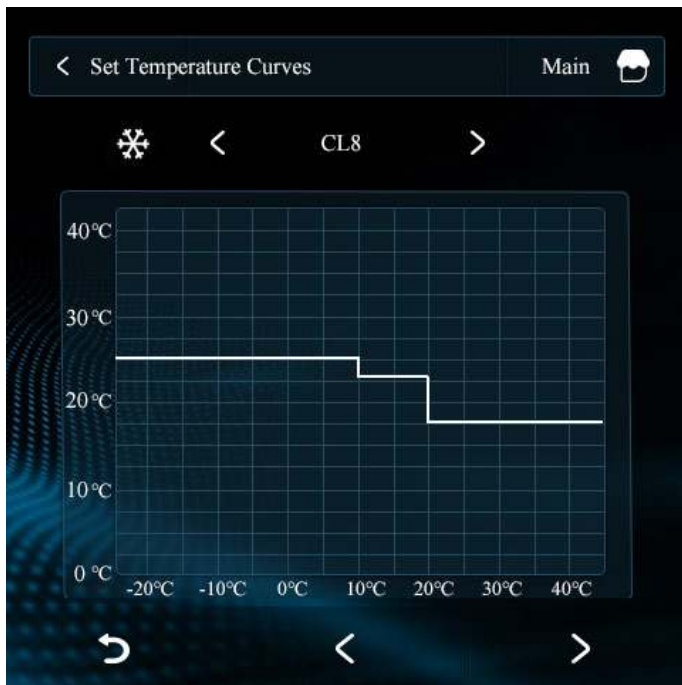 Set Temperature Curves Main
CL8
40℃
30℃
20℃
10℃
0 ℃
-20℃ -10℃ 0℃ 10℃ 20℃ 30℃ 40℃